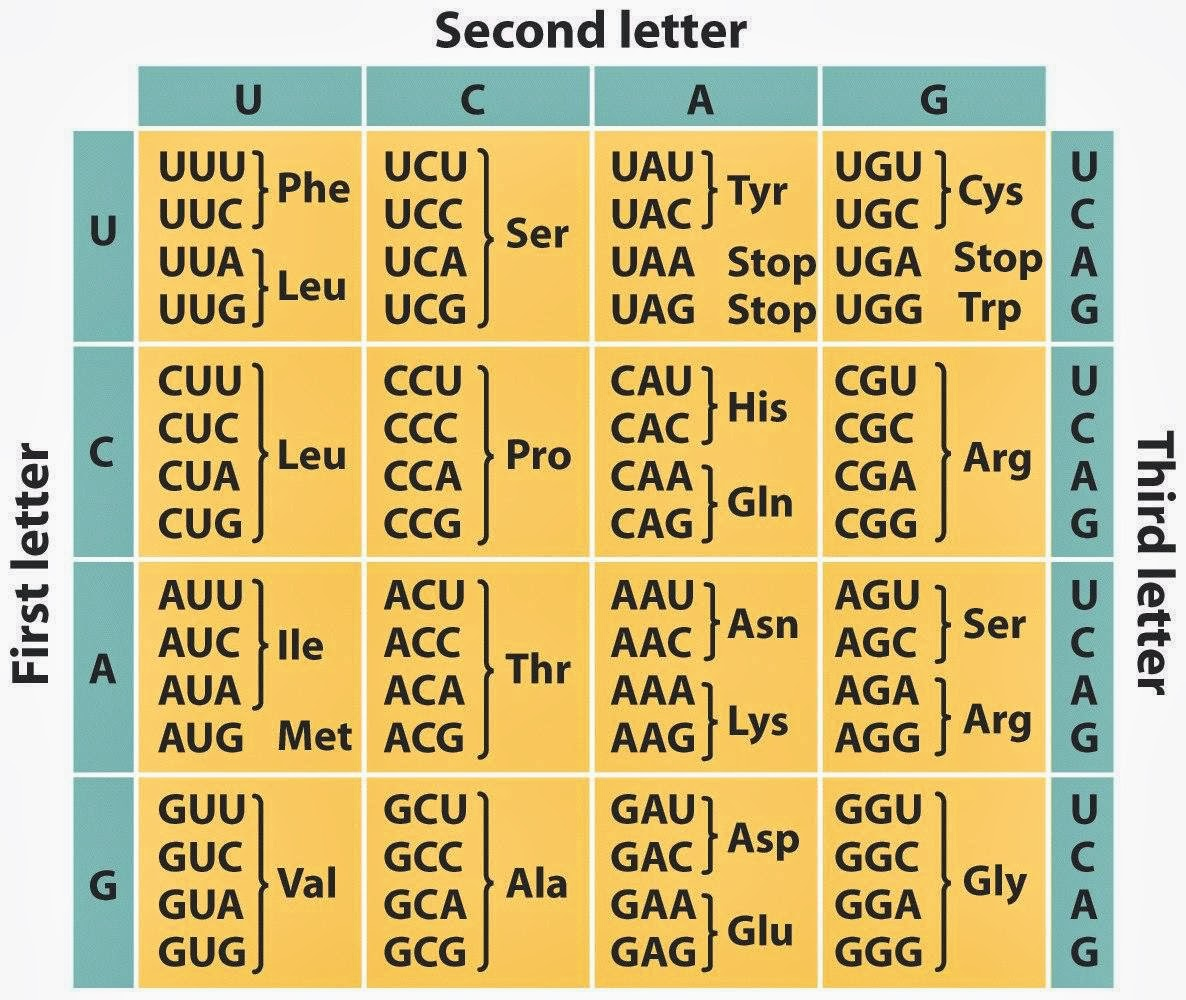 Second letter
U C A G
First letter
Third letter
U
UUU
UUC
Phe
UUA
UUG
Leu
UCU
UCC
UCA
UCG
Ser
UAU
UAC
Tyr
UAA Stop
UAG Stop
UGU
UGC
Cys
UGA Stop
UGG Trp
U
C
A
G
C
CUU
CUC
CUA
CUG
Leu
CCU
CCC
CCA
CCG
Pro
CAU
CAC
His
CAA
CAG
Gln
CGU
CGC
CGA
CGG
Arg
U
C
A
G
A
AUU
AUC
AUA
Ile
AUG Met
ACU
ACC
ACA
ACG
Thr
AAU
AAC
Asn
AAA
AAG
Lys
AGU
AGC
Ser
AGA
AGG
Arg
U
C
A
G
G
GUU
GUC
GUA
GUG
Val
GCU
GCC
GCA
GCG
Ala
GAU
GAC
Asp
GAA
GAG
Glu
GGU
GGC
GGA
GGG
Gly
U
C
A
G